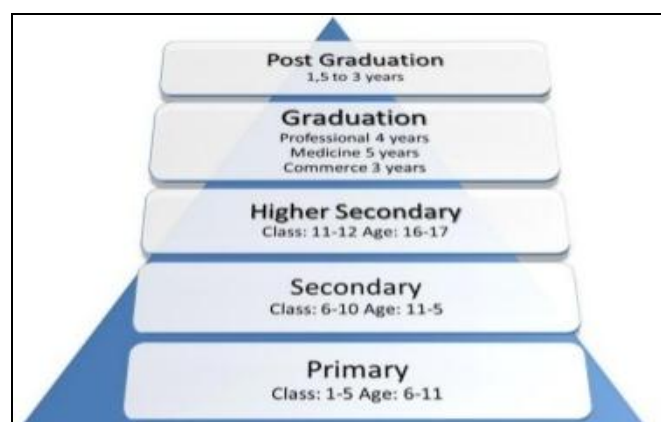 Post Graduation
1,5 to 3 years
Graduation
Professional 4 years
Medicine 5 years
Commerce 3 years
Higher Secondary
Class: 11-12 Age: 16-17
Secondary
Class: 6-10 Age: 11-5
Primary
Class: 1-5 Age: 6-11